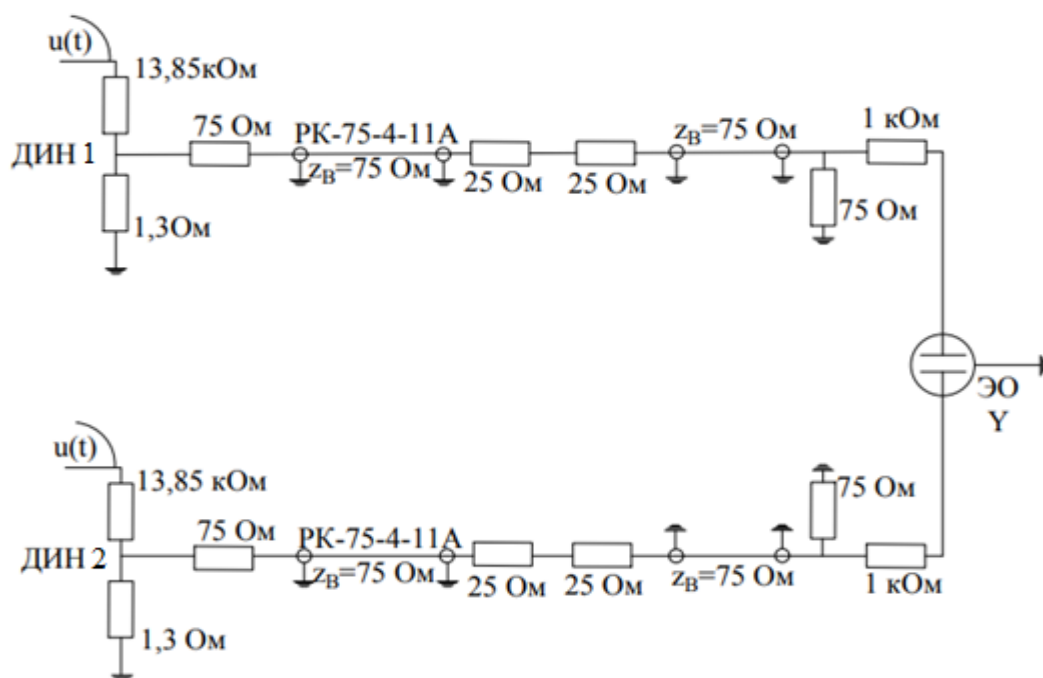 u(t)
13,85кОм
75 Ом
РК-75-4-11А
zВ=75 Ом
1 кОм
ДИН 1
zВ=75 Ом
25 Ом
25 Ом
75 Ом
1,3Ом
ЭО
Y
u(t)
13,85 кОм
75 Ом
75 Ом
РК-75-4-11А
ДИН 2
zВ=75 Ом
25 Ом
25 Ом
zВ=75 Ом
1 кОм
1,3 Ом